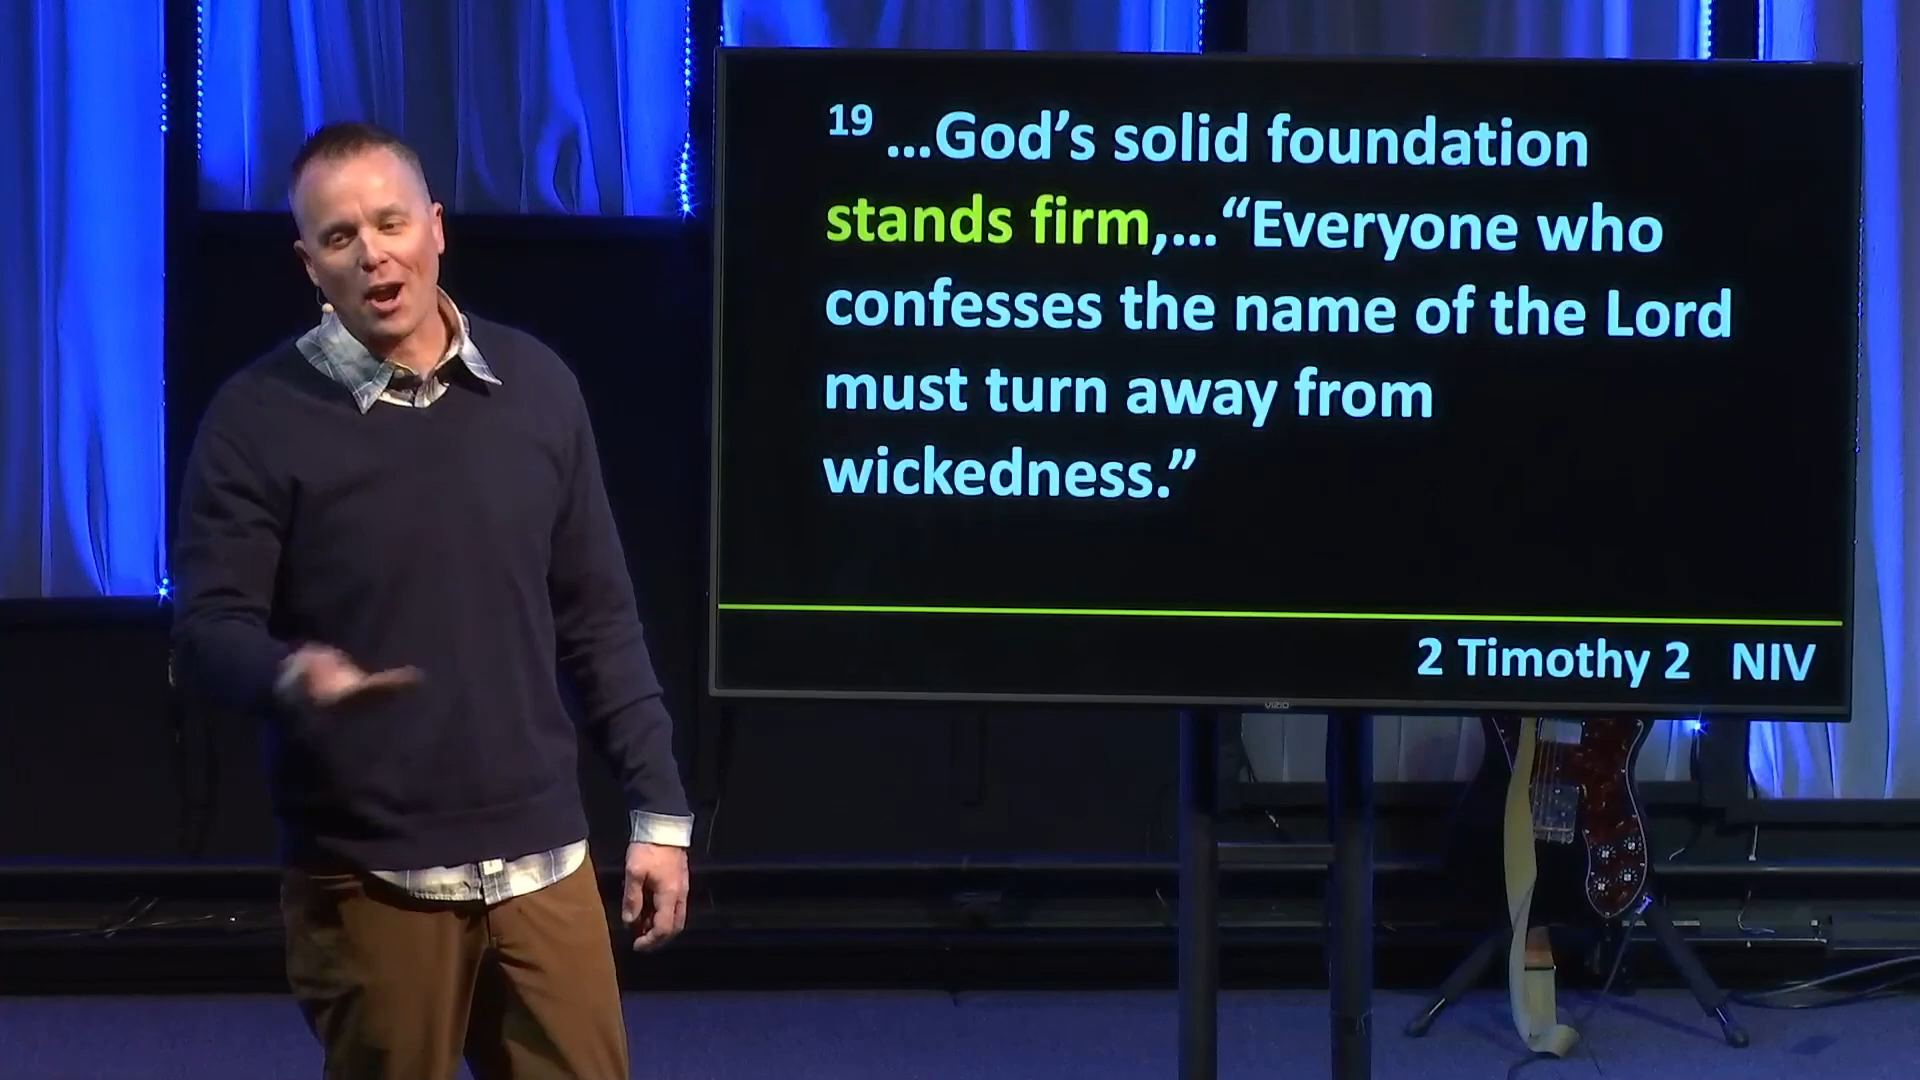 19 ...God’s solid foundation
stands firm,...“Everyone who
confesses the name of the Lord
must turn away from
wickedness.”
2 Timothy 2 NIV
VIZIO